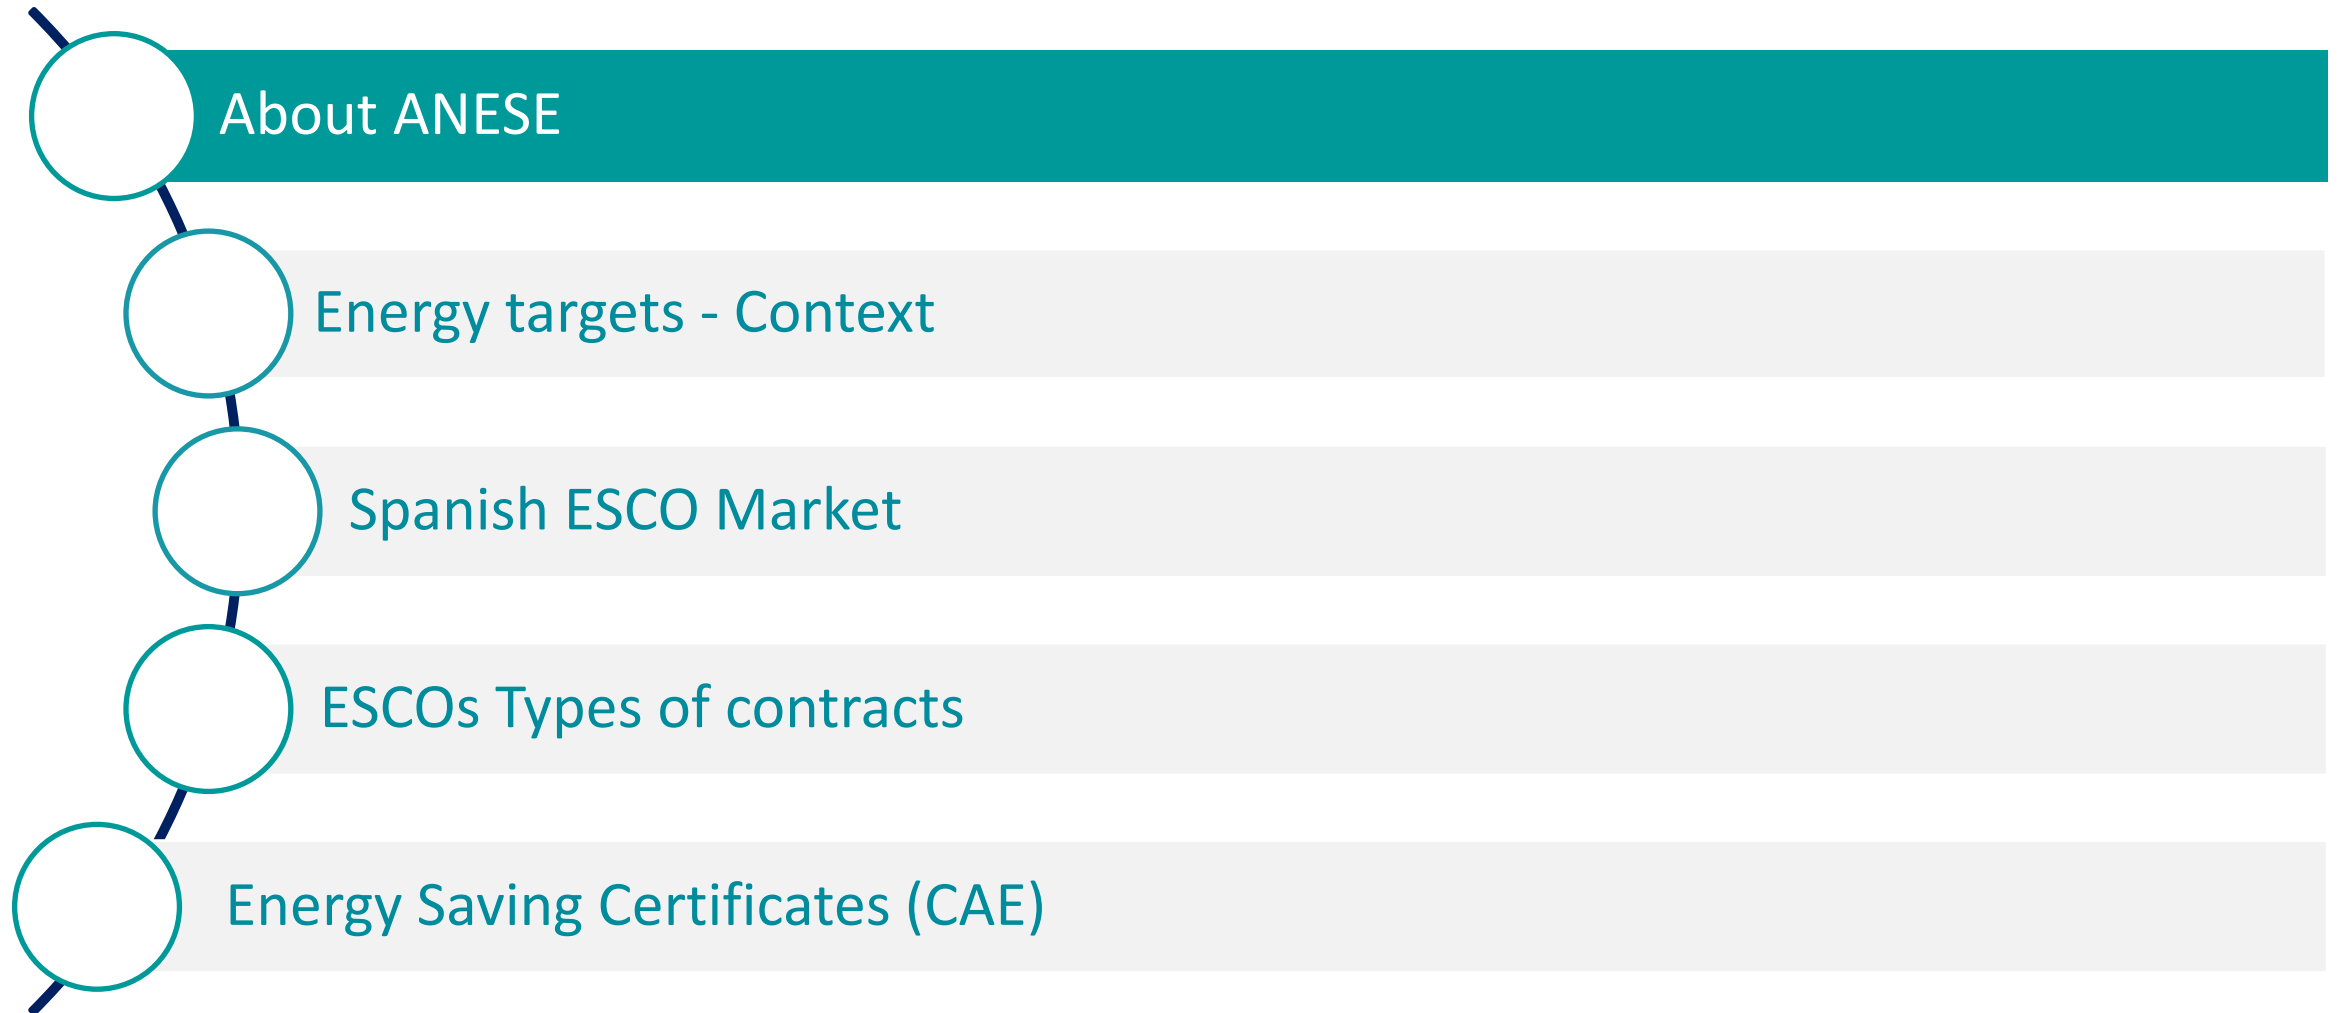 About ANESE
Energy targets - Context
Spanish ESCO Market
ESCOs Types of contracts
Energy Saving Certificates (CAE)